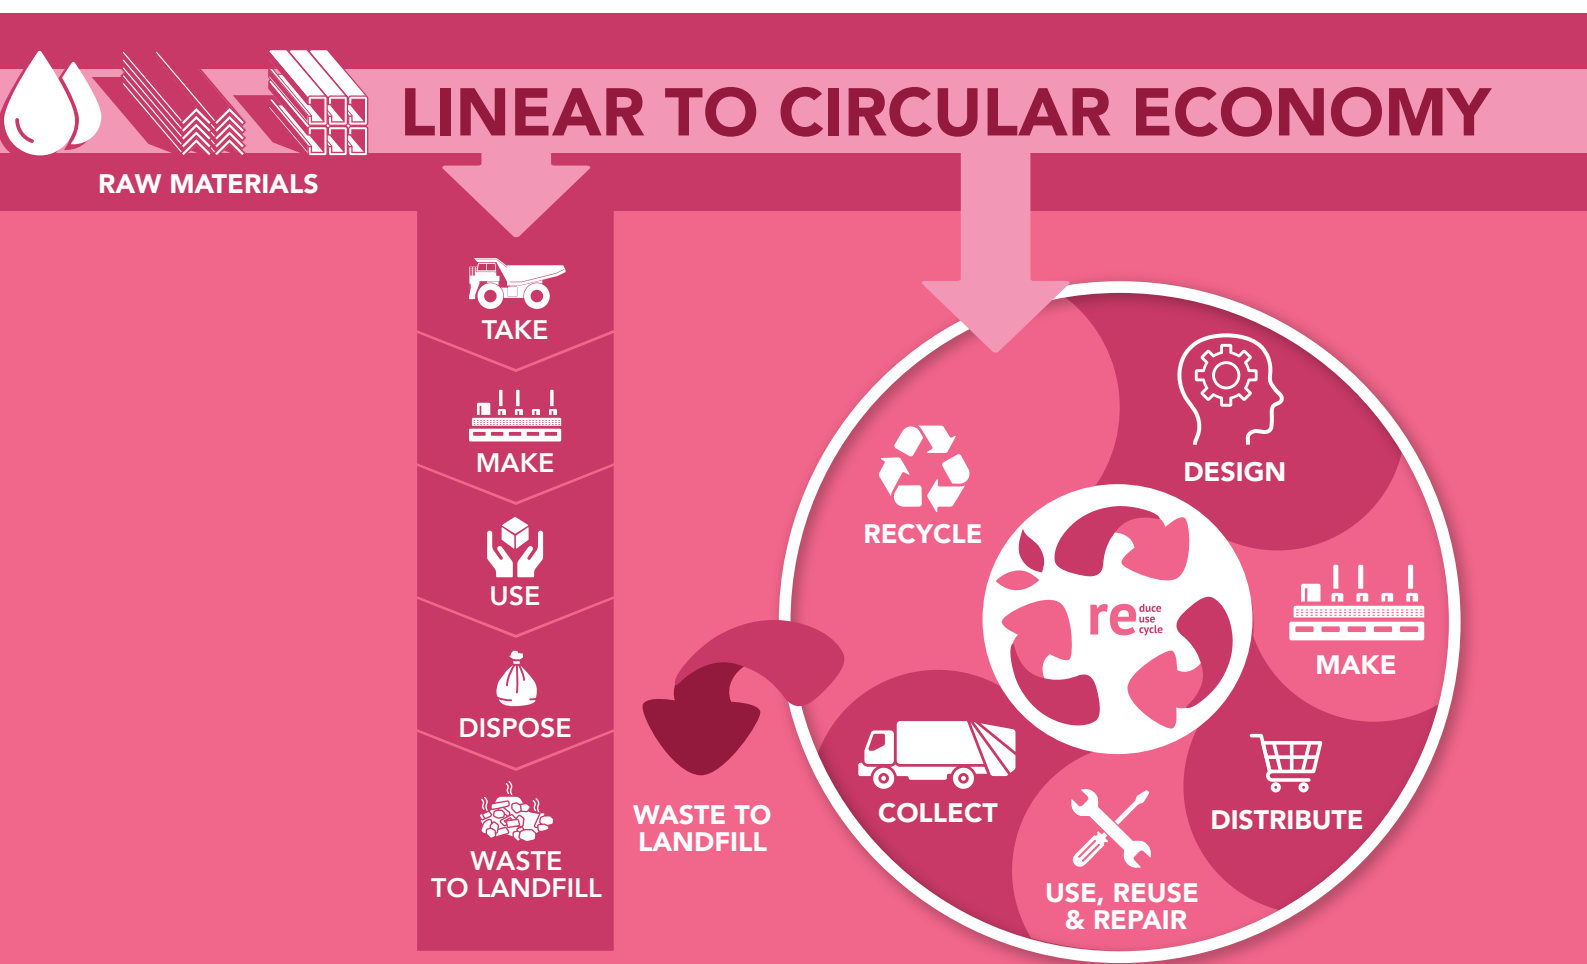 LINEAR TO CIRCULAR ECONOMY
RAW MATERIALS
TAKE
MAKE
USE
DISPOSE
WASTE
TO LANDFILL
WASTE TO
LANDFILL
RECYCLE
DESIGN
MAKE
DISTRIBUTE
USE, REUSE
& REPAIR
COLLECT
re
duce
use
cycle